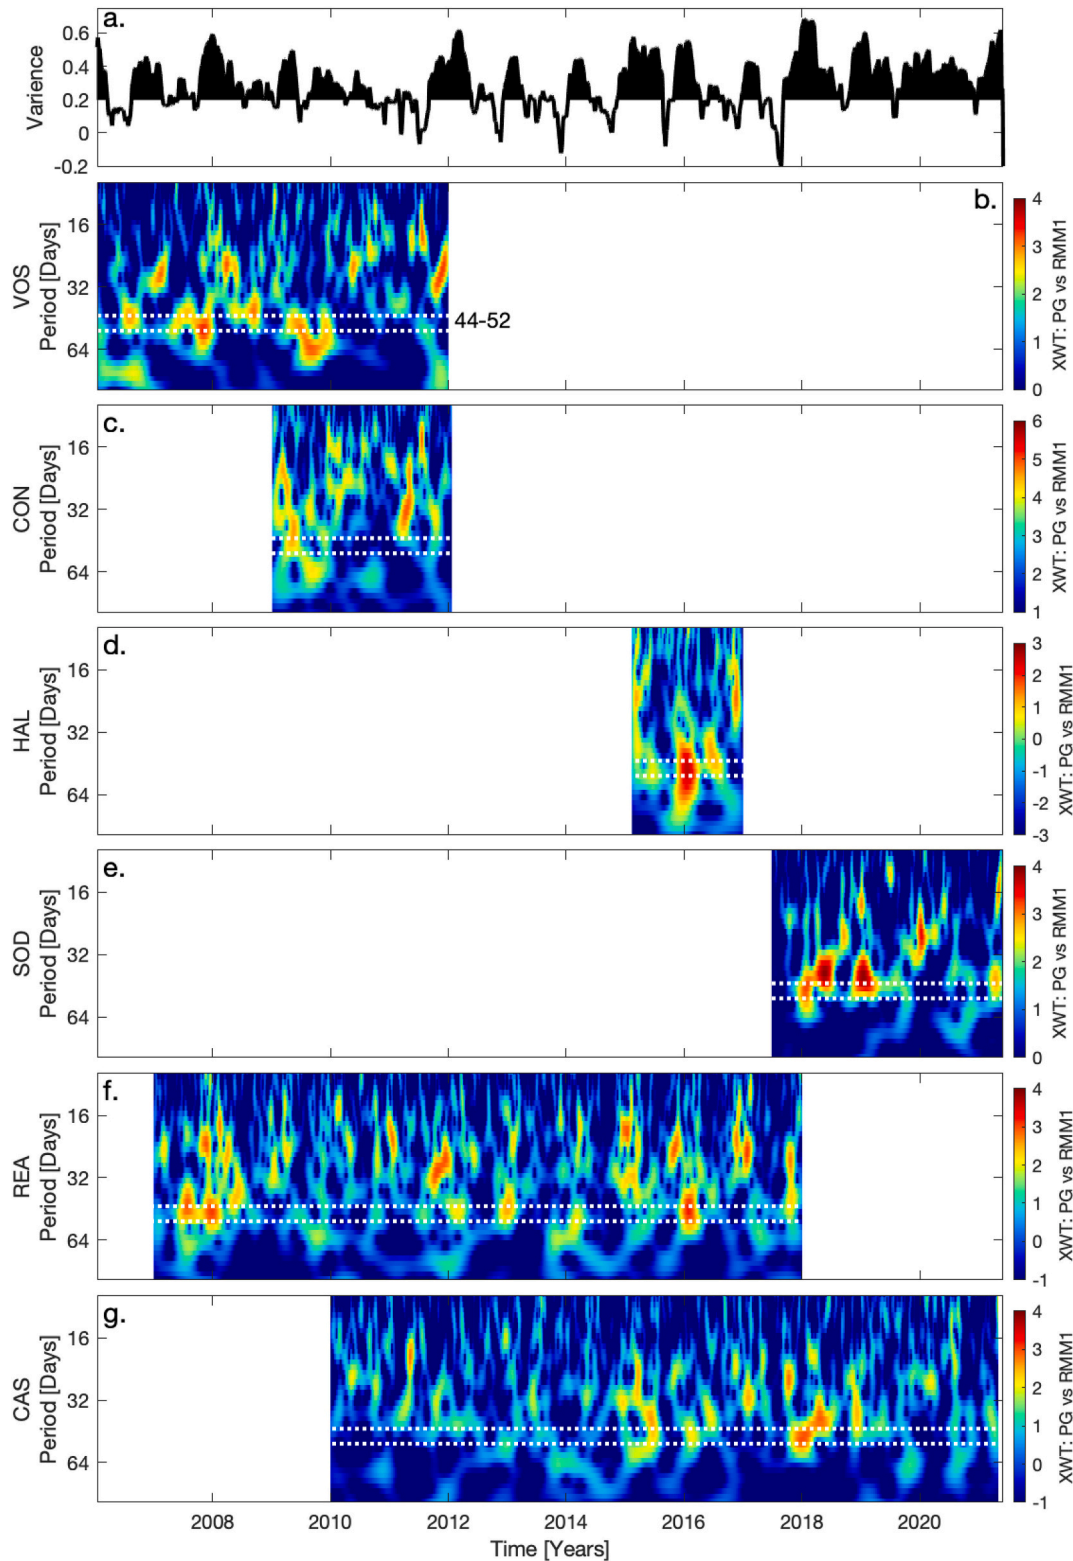 a.
0.6
0.4
0.2
0
-0.2
Varience
b.
16
32
64
VOS
Period [Days]
44-52
4
3
2
1
0
XWT: PG vs RMM1
c.
16
32
64
CON
Period [Days]
6
5
4
3
2
1
XWT: PG vs RMM1
d.
16
32
64
HAL
Period [Days]
3
2
1
0
-1
-2
-3
XWT: PG vs RMM1
e.
16
32
64
SOD
Period [Days]
4
3
2
1
0
XWT: PG vs RMM1
f.
16
32
64
REA
Period [Days]
4
3
2
1
0
-1
XWT: PG vs RMM1
g.
16
32
64
CAS
Period [Days]
4
3
2
1
0
-1
XWT: PG vs RMM1
2008 2010 2012 2014 2016 2018 2020
Time [Years]